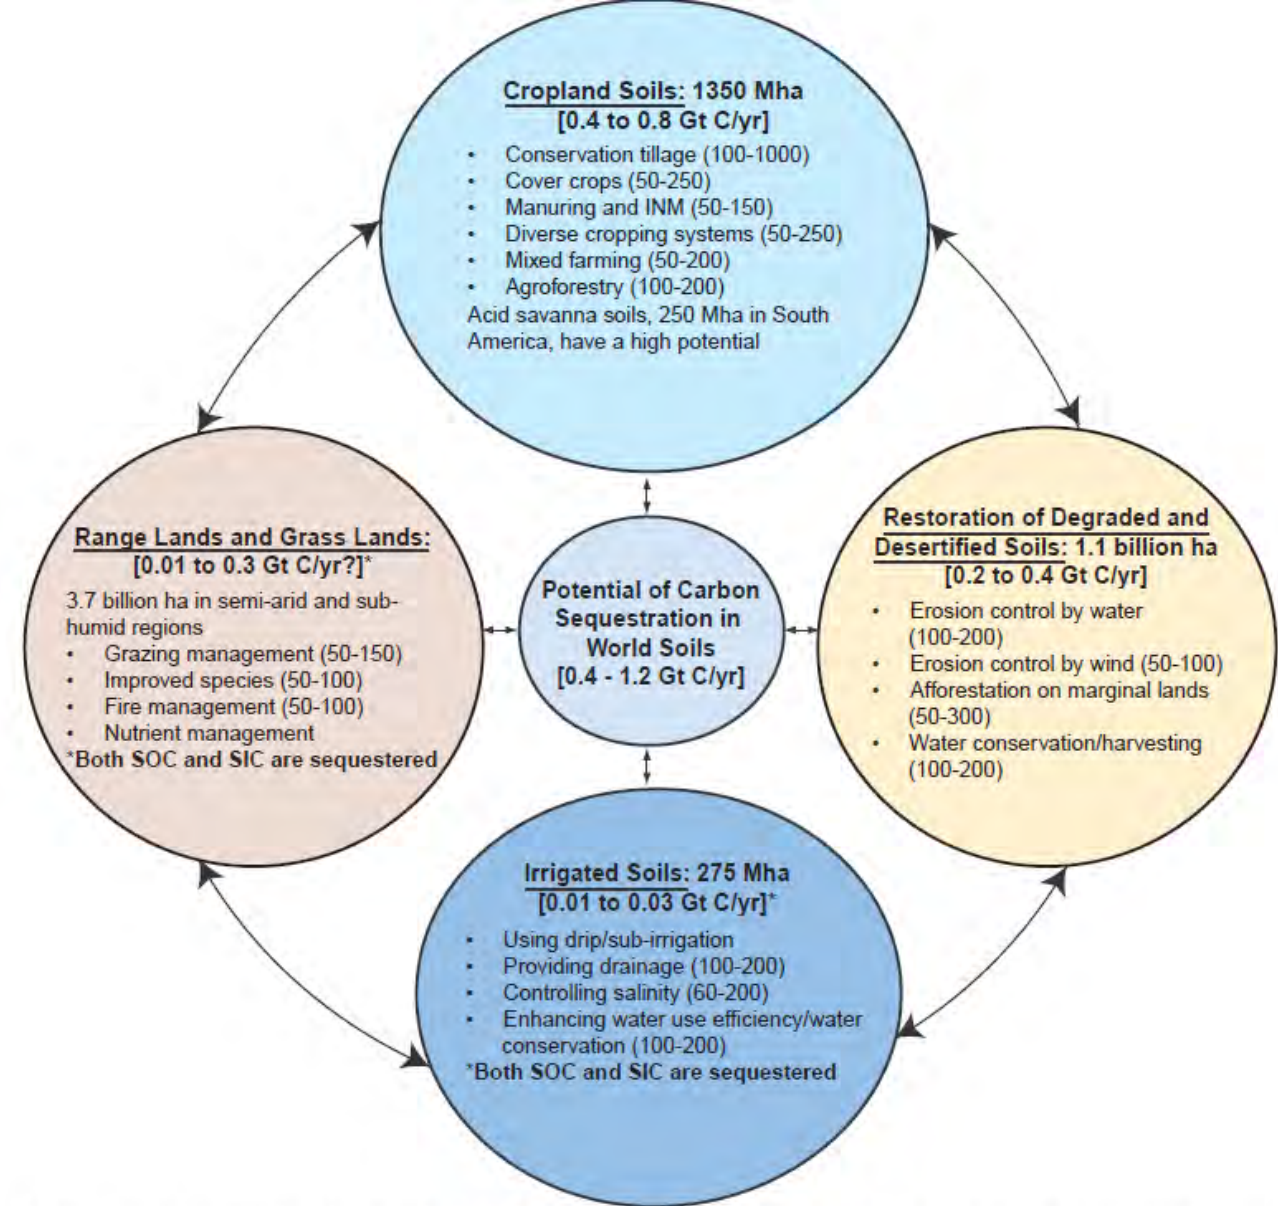 Cropland Soils: 1350 Mha
[0.4 to 0.8 Gt C/yr]
• Conservation tillage (100-1000)
• Cover crops (50-250)
• Manuring and INM (50-150)
• Diverse cropping systems (50-250)
• Mixed farming (50-200)
• Agroforestry (100-200)
Acid savanna soils, 250 Mha in South
America, have a high potential
Range Lands and Grass Lands:
[0.01 to 0.3 Gt C/yr?]*
3.7 billion ha in semi-arid and sub-
humid regions
• Grazing management (50-150)
• Improved species (50-100)
• Fire management (50-100)
• Nutrient management
*Both SOC and SIC are sequestered
Potential of Carbon
Sequestration in
World Soils
[0.4 - 1.2 Gt C/yr]
Restoration of Degraded and
Desertified Soils: 1.1 billion ha
[0.2 to 0.4 Gt C/yr]
• Erosion control by water
(100-200)
• Erosion control by wind (50-100)
• Afforestation on marginal lands
(50-300)
• Water conservation/harvesting
(100-200)
Irrigated Soils: 275 Mha
[0.01 to 0.03 Gt C/yr]*
• Using drip/sub-irrigation
• Providing drainage (100-200)
• Controlling salinity (60-200)
• Enhancing water use efficiency/water
conservation (100-200)
*Both SOC and SIC are sequestered